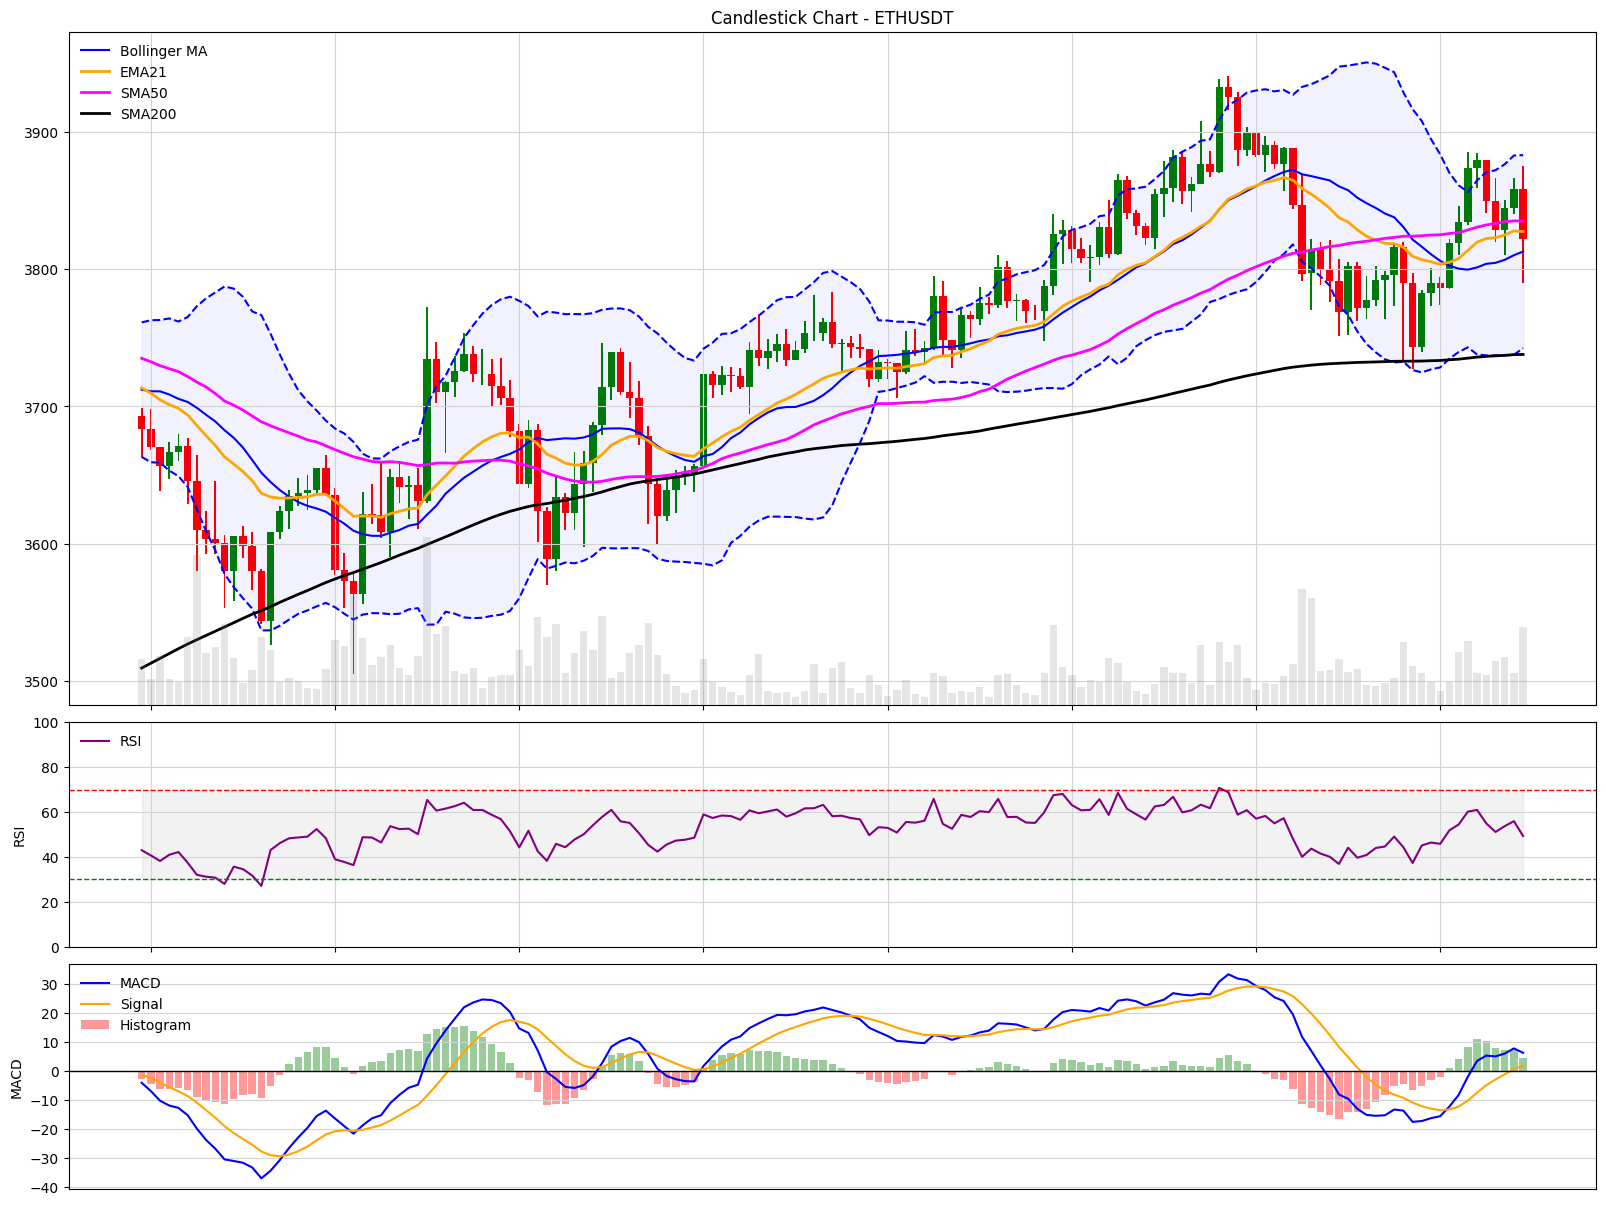 Candlestick Chart - ETHUSDT
Bollinger MA
EMA21
SMA50
SMA200
3900
3800
3700
3600
3500
100
80
60
40
20
0
RSI
RSI
30
20
10
0
−10
−20
−30
−40
MACD
MACD
Signal
Histogram